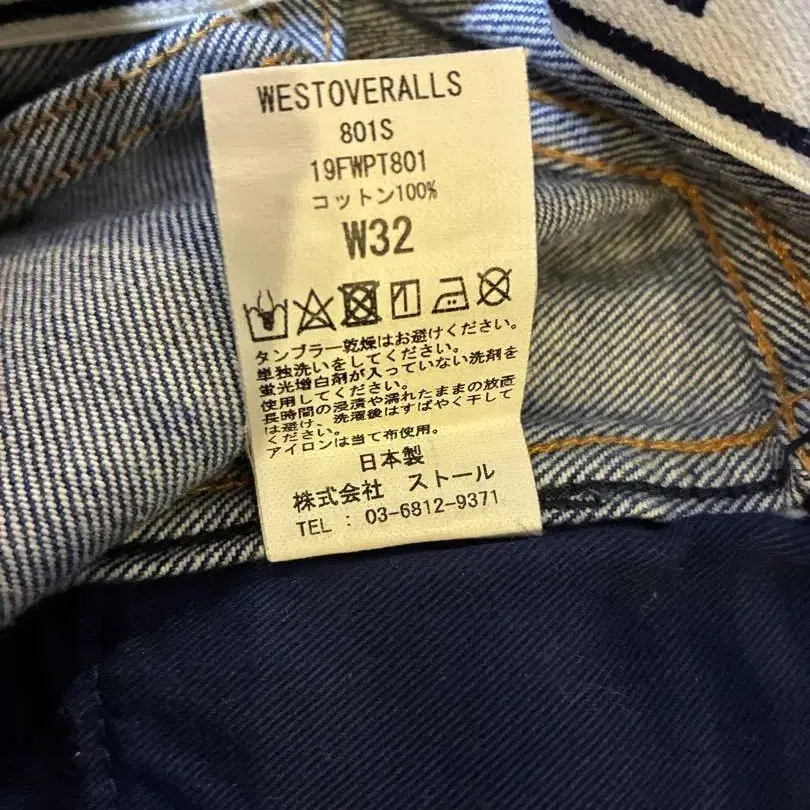 WESTOVERALLS
801S
19FWPT801
コットン100%
W32
タンブラー乾燥はお避けください。
単独洗いをしてください。
蛍光増白剤が入っていない洗剤を
使用してください。
長時間の浸漬や濡れたままの放置
は避け、洗濯後はすばやく干して
ください。
アイロンは当て布使用。
日本製
株式会社 ストール
TEL : 03-6812-9371